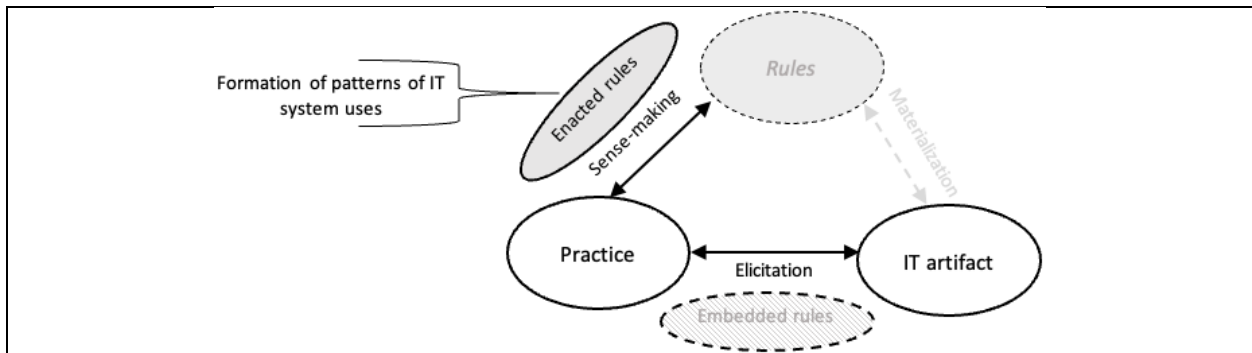 Rules
Enacted rules
Formation of patterns of IT
system uses
Sense-making
Materialization
Practice
Elicitation
IT artifact
Embedded rules